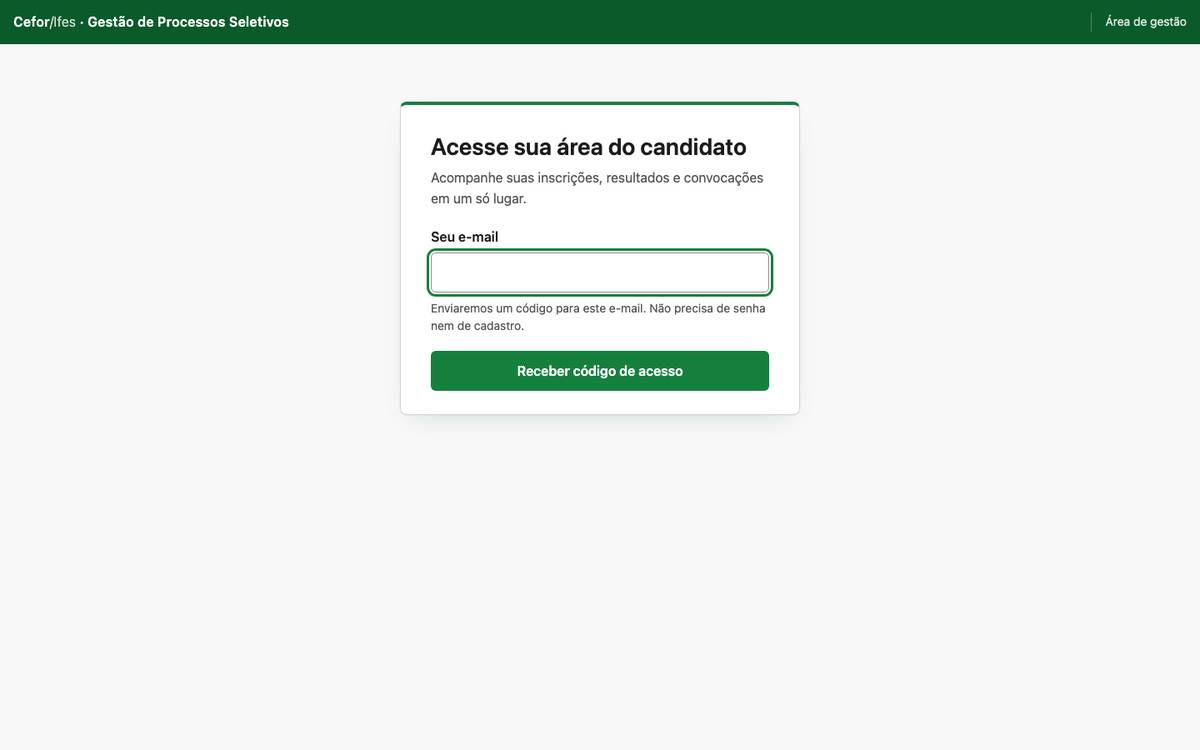 Cefor/Ifes · Gestão de Processos Seletivos
Área de gestão
Acesse sua área do candidato
Acompanhe suas inscrições, resultados e convocações
em um só lugar.
Seu e-mail
Enviaremos um código para este e-mail. Não precisa de senha
nem de cadastro.
Receber código de acesso